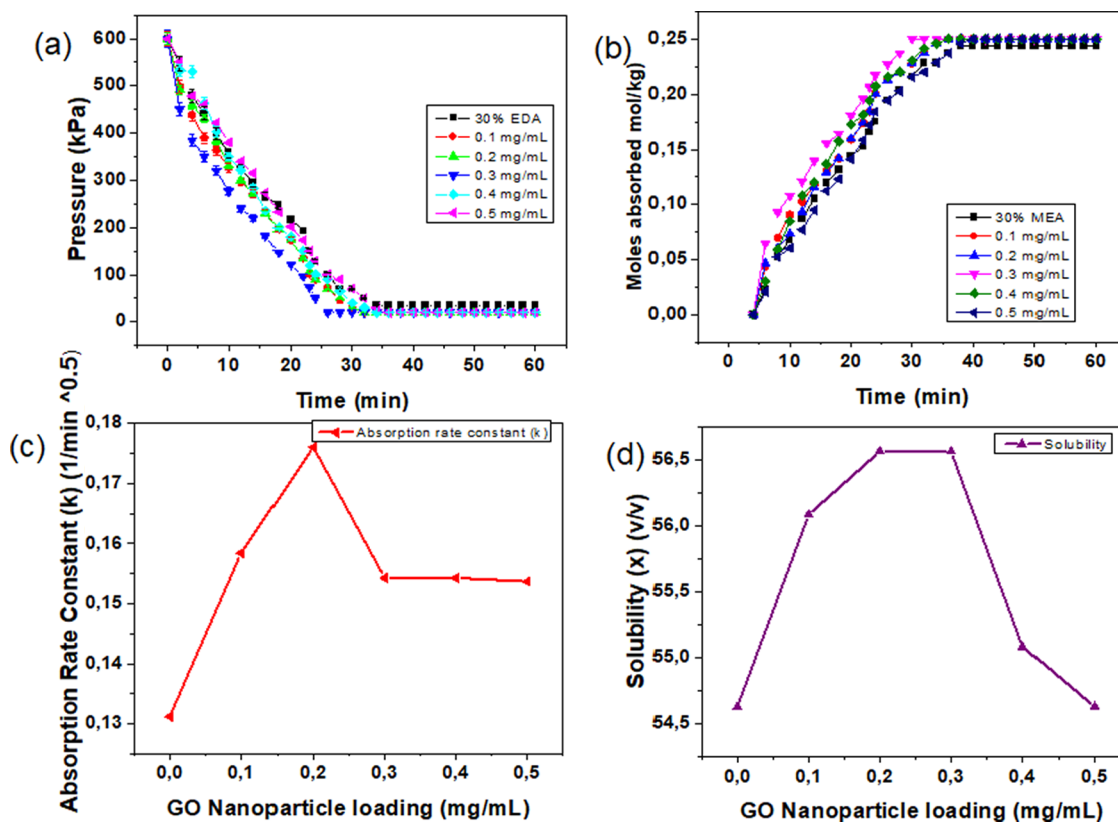 (a)
600
500
400
300
200
100
0
Pressure (kPa)
30% EDA
0.1 mg/mL
0.2 mg/mL
0.3 mg/mL
0.4 mg/mL
0.5 mg/mL
0 10 20 30 40 50 60
Time (min)
(b)
0,25
0,20
0,15
0,10
0,05
0,00
Moles absorbed mol/kg
30% MEA
0.1 mg/mL
0.2 mg/mL
0.3 mg/mL
0.4 mg/mL
0.5 mg/mL
0 10 20 30 40 50 60
Time (min)
(c)
0,18
0,17
0,16
0,15
0,14
0,13
Absorption Rate Constant (k) (1/min ^0.5)
Absorption rate constant (k)
0,0 0,1 0,2 0,3 0,4 0,5
GO Nanoparticle loading (mg/mL)
(d)
56,5
56,0
55,5
55,0
54,5
Solubility (x) (v/v)
Solubility
0,0 0,1 0,2 0,3 0,4 0,5
GO Nanoparticle loading (mg/mL)